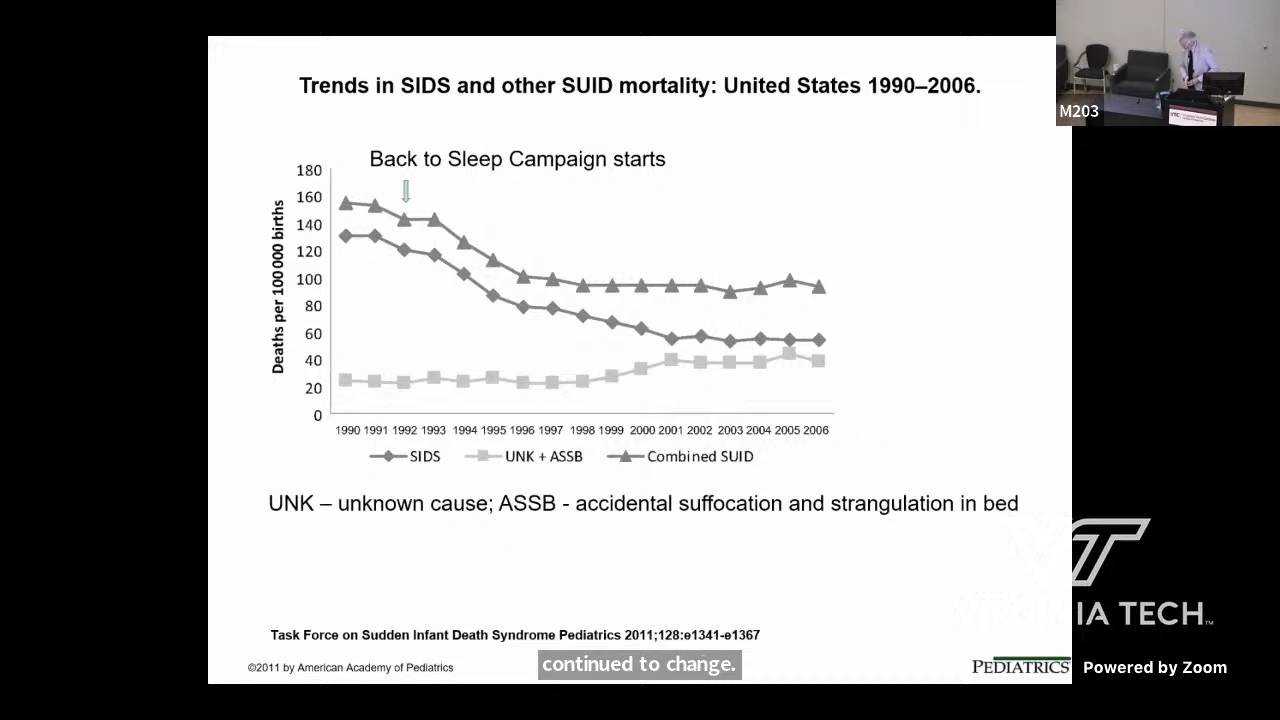 Trends in SIDS and other SUID mortality: United States 1990–2006.
M203
Back to Sleep Campaign starts
Deaths per 100 000 births
180
160
140
120
100
80
60
40
20
0
1990 1991 1992 1993 1994 1995 1996 1997 1998 1999 2000 2001 2002 2003 2004 2005 2006
SIDS UNK + ASSB Combined SUID
UNK – unknown cause; ASSB - accidental suffocation and strangulation in bed
VT
VIRGINIA TECH™
Task Force on Sudden Infant Death Syndrome Pediatrics 2011;128:e1341-e1367
©2011 by American Academy of Pediatrics
continued to change.
PEDIATRICS
Powered by Zoom